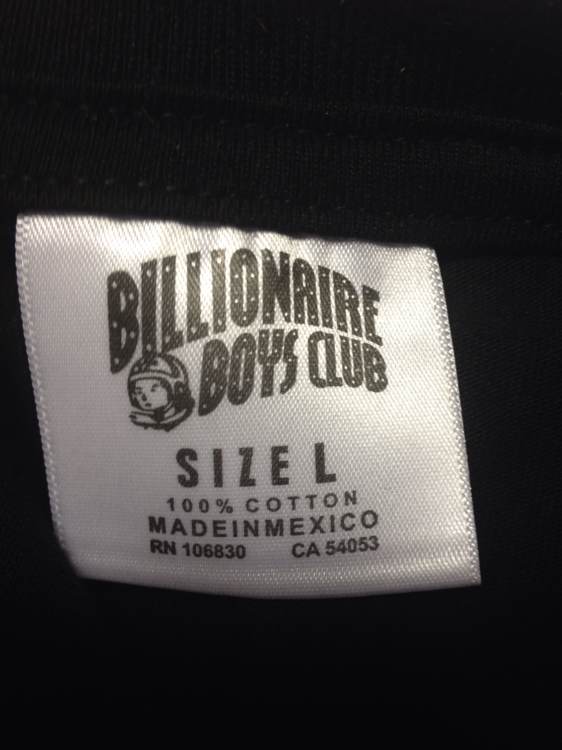 BILLIONAIRE
BOYS CLUB
SIZE L
100% COTTON
MADEINMEXICO
RN 106830 CA 54053